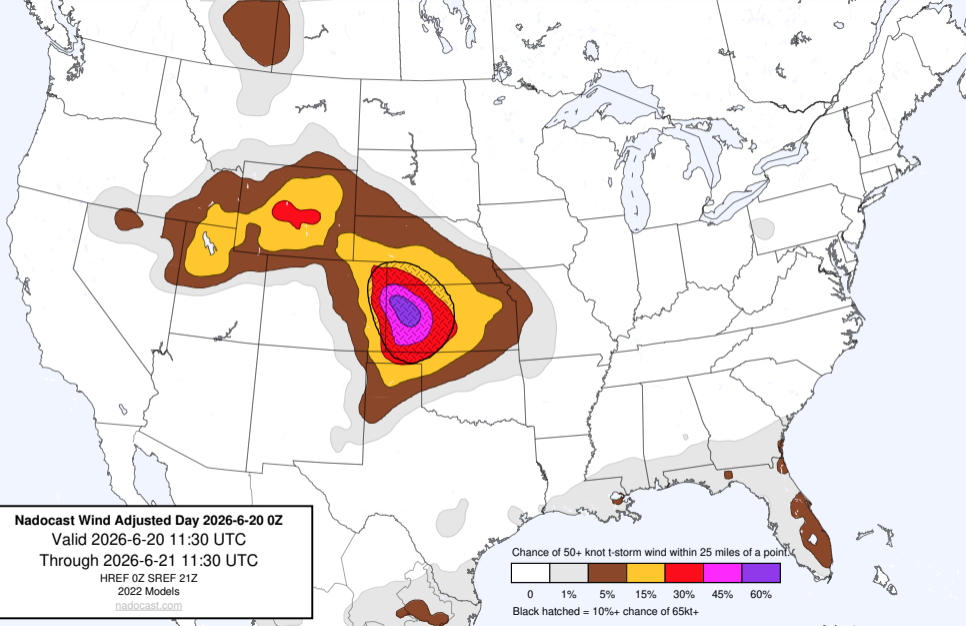 Nadocast Wind Adjusted Day 2026-6-20 0Z
Valid 2026-6-20 11:30 UTC
Through 2026-6-21 11:30 UTC
HREF 0Z SREF 21Z
2022 Models
nadocast.com
Chance of 50+ knot t-storm wind within 25 miles of a point.
0 1% 5% 15% 30% 45% 60%
Black hatched = 10%+ chance of 65kt+